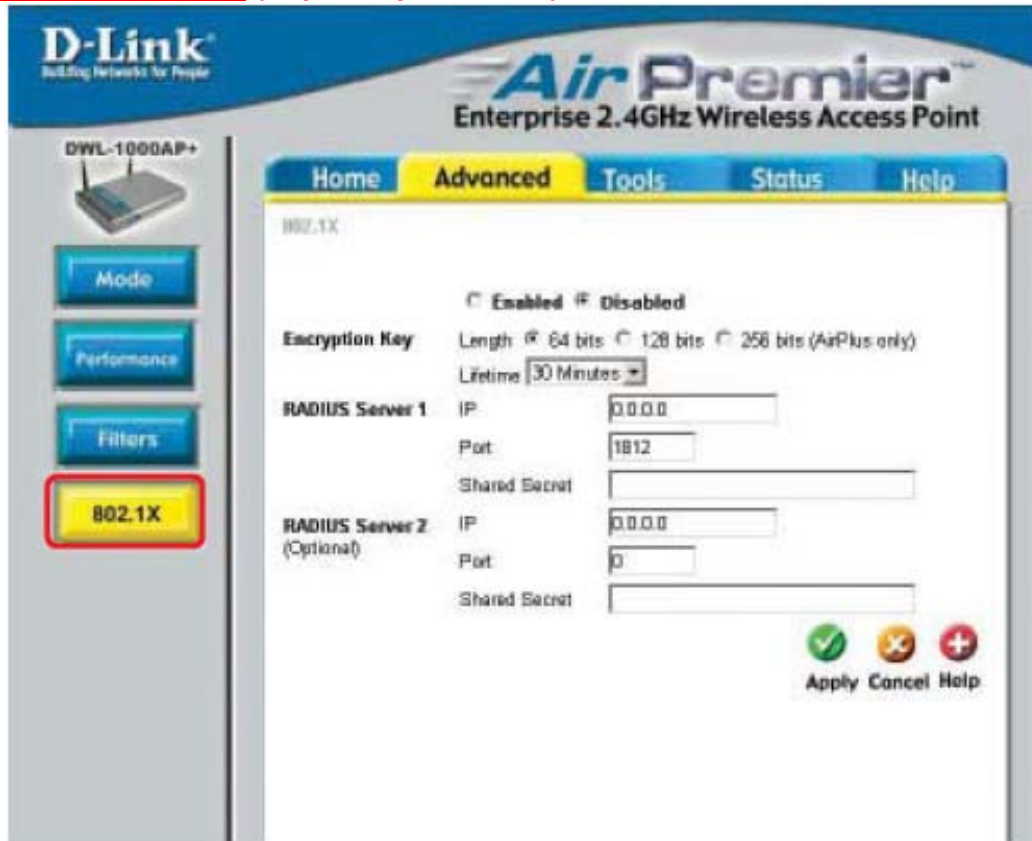 D-Link
Building Networks for People
Air Premier™
Enterprise 2.4GHz Wireless Access Point
DWL-1000AP+
Home Advanced Tools Status Help
802.1X
Mode
Performance
Filters
802.1X
Enabled Disabled
Encryption Key Length 64 bits 128 bits 256 bits (AirPlus only)
Lifetime 30 Minutes
RADIUS Server 1 IP 0.0.0.0
Port 1812
Shared Secret
RADIUS Server 2 IP 0.0.0.0
(Optional)
Port 0
Shared Secret
Apply Cancel Help